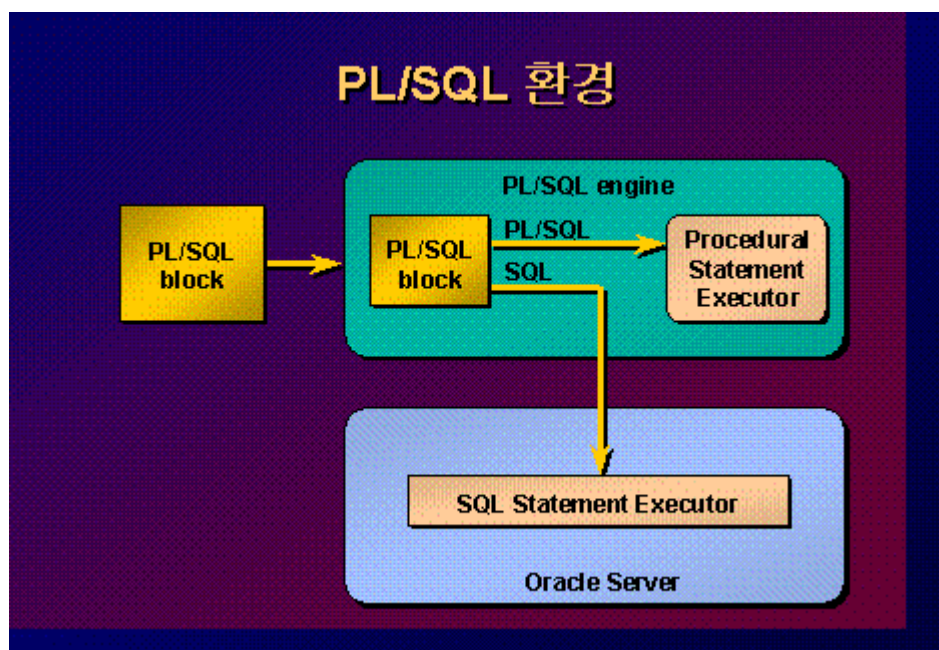 PL/SQL 환경
PL/SQL engine
PL/SQL
block
PL/SQL
block
PL/SQL
SQL
Procedural
Statement
Executor
SQL Statement Executor
Oracle Server